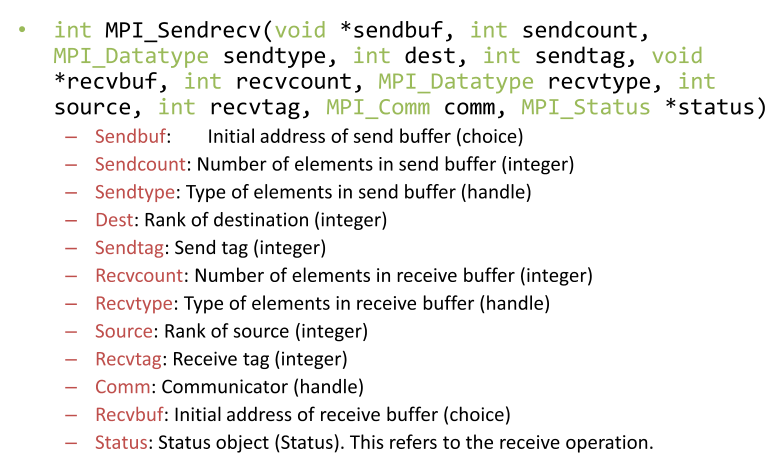 • int MPI_Sendrecv(void *sendbuf, int sendcount,
MPI_Datatype sendtype, int dest, int sendtag, void
*recvbuf, int recvcount, MPI_Datatype recvtype, int
source, int recvtag, MPI_Comm comm, MPI_Status *status)
– Sendbuf: Initial address of send buffer (choice)
– Sendcount: Number of elements in send buffer (integer)
– Sendtype: Type of elements in send buffer (handle)
– Dest: Rank of destination (integer)
– Sendtag: Send tag (integer)
– Recvcount: Number of elements in receive buffer (integer)
– Recvtype: Type of elements in receive buffer (handle)
– Source: Rank of source (integer)
– Recvtag: Receive tag (integer)
– Comm: Communicator (handle)
– Recvbuf: Initial address of receive buffer (choice)
– Status: Status object (Status). This refers to the receive operation.